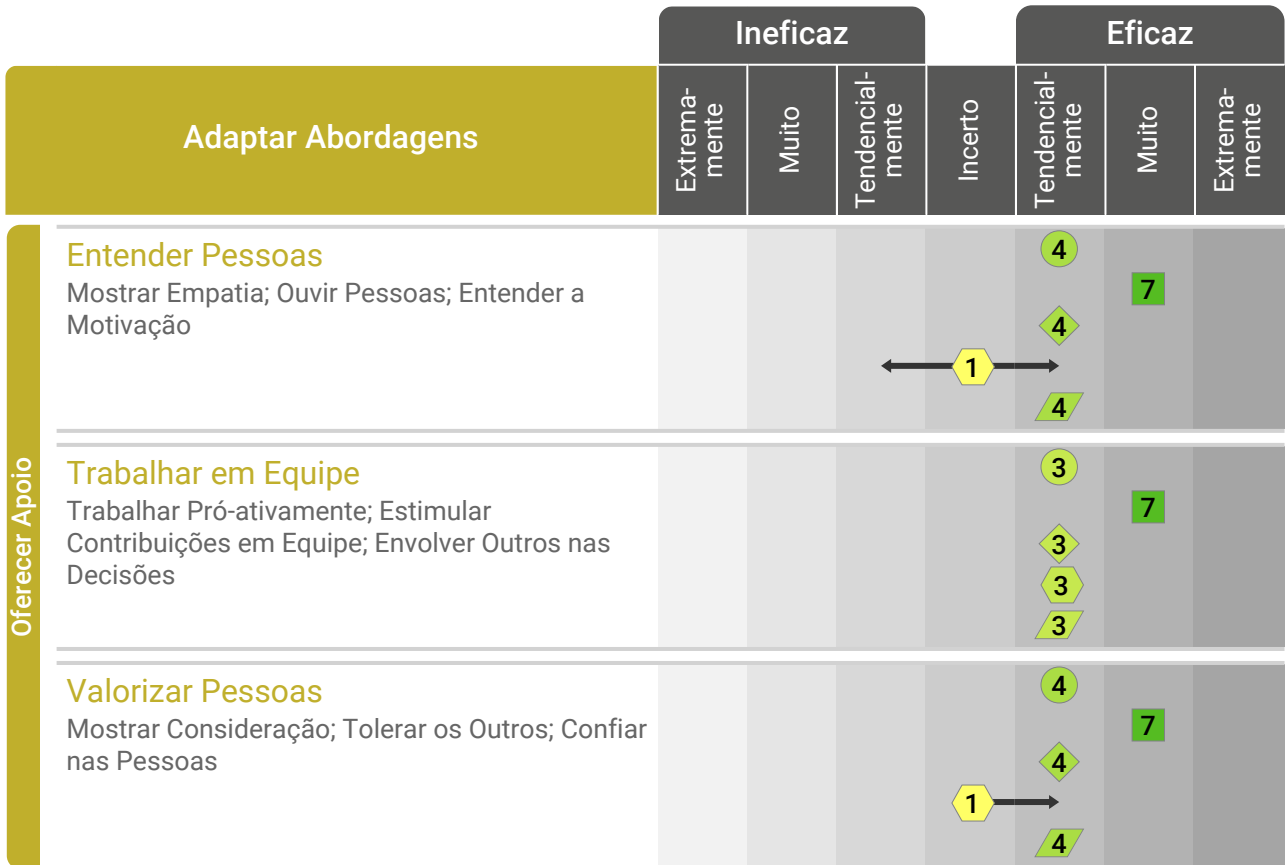 Ineficaz
Eficaz
Adaptar Abordagens
Extrema-
mente
Muito
Tendencial-
mente
Incerto
Tendencial-
mente
Muito
Extrema-
mente
Oferecer Apoio
Entender Pessoas
Mostrar Empatia; Ouvir Pessoas; Entender a
Motivação
4
7
4
1
4
Trabalhar em Equipe
Trabalhar Pró-ativamente; Estimular
Contribuições em Equipe; Envolver Outros nas
Decisões
3
7
3
3
3
Valorizar Pessoas
Mostrar Consideração; Tolerar os Outros; Confiar
nas Pessoas
4
7
4
1
4